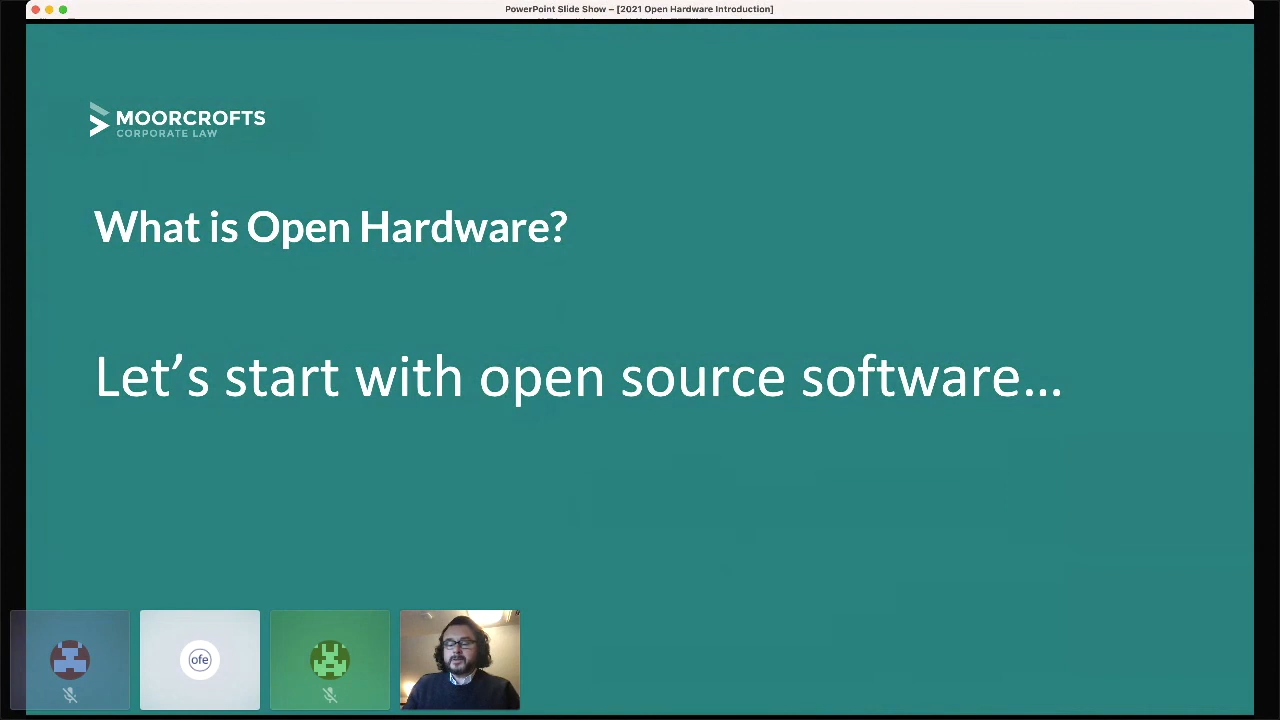 PowerPoint Slide Show – [2021 Open Hardware Introduction]
MOORCROFTS
CORPORATE LAW
What is Open Hardware?
Let’s start with open source software…
ofe